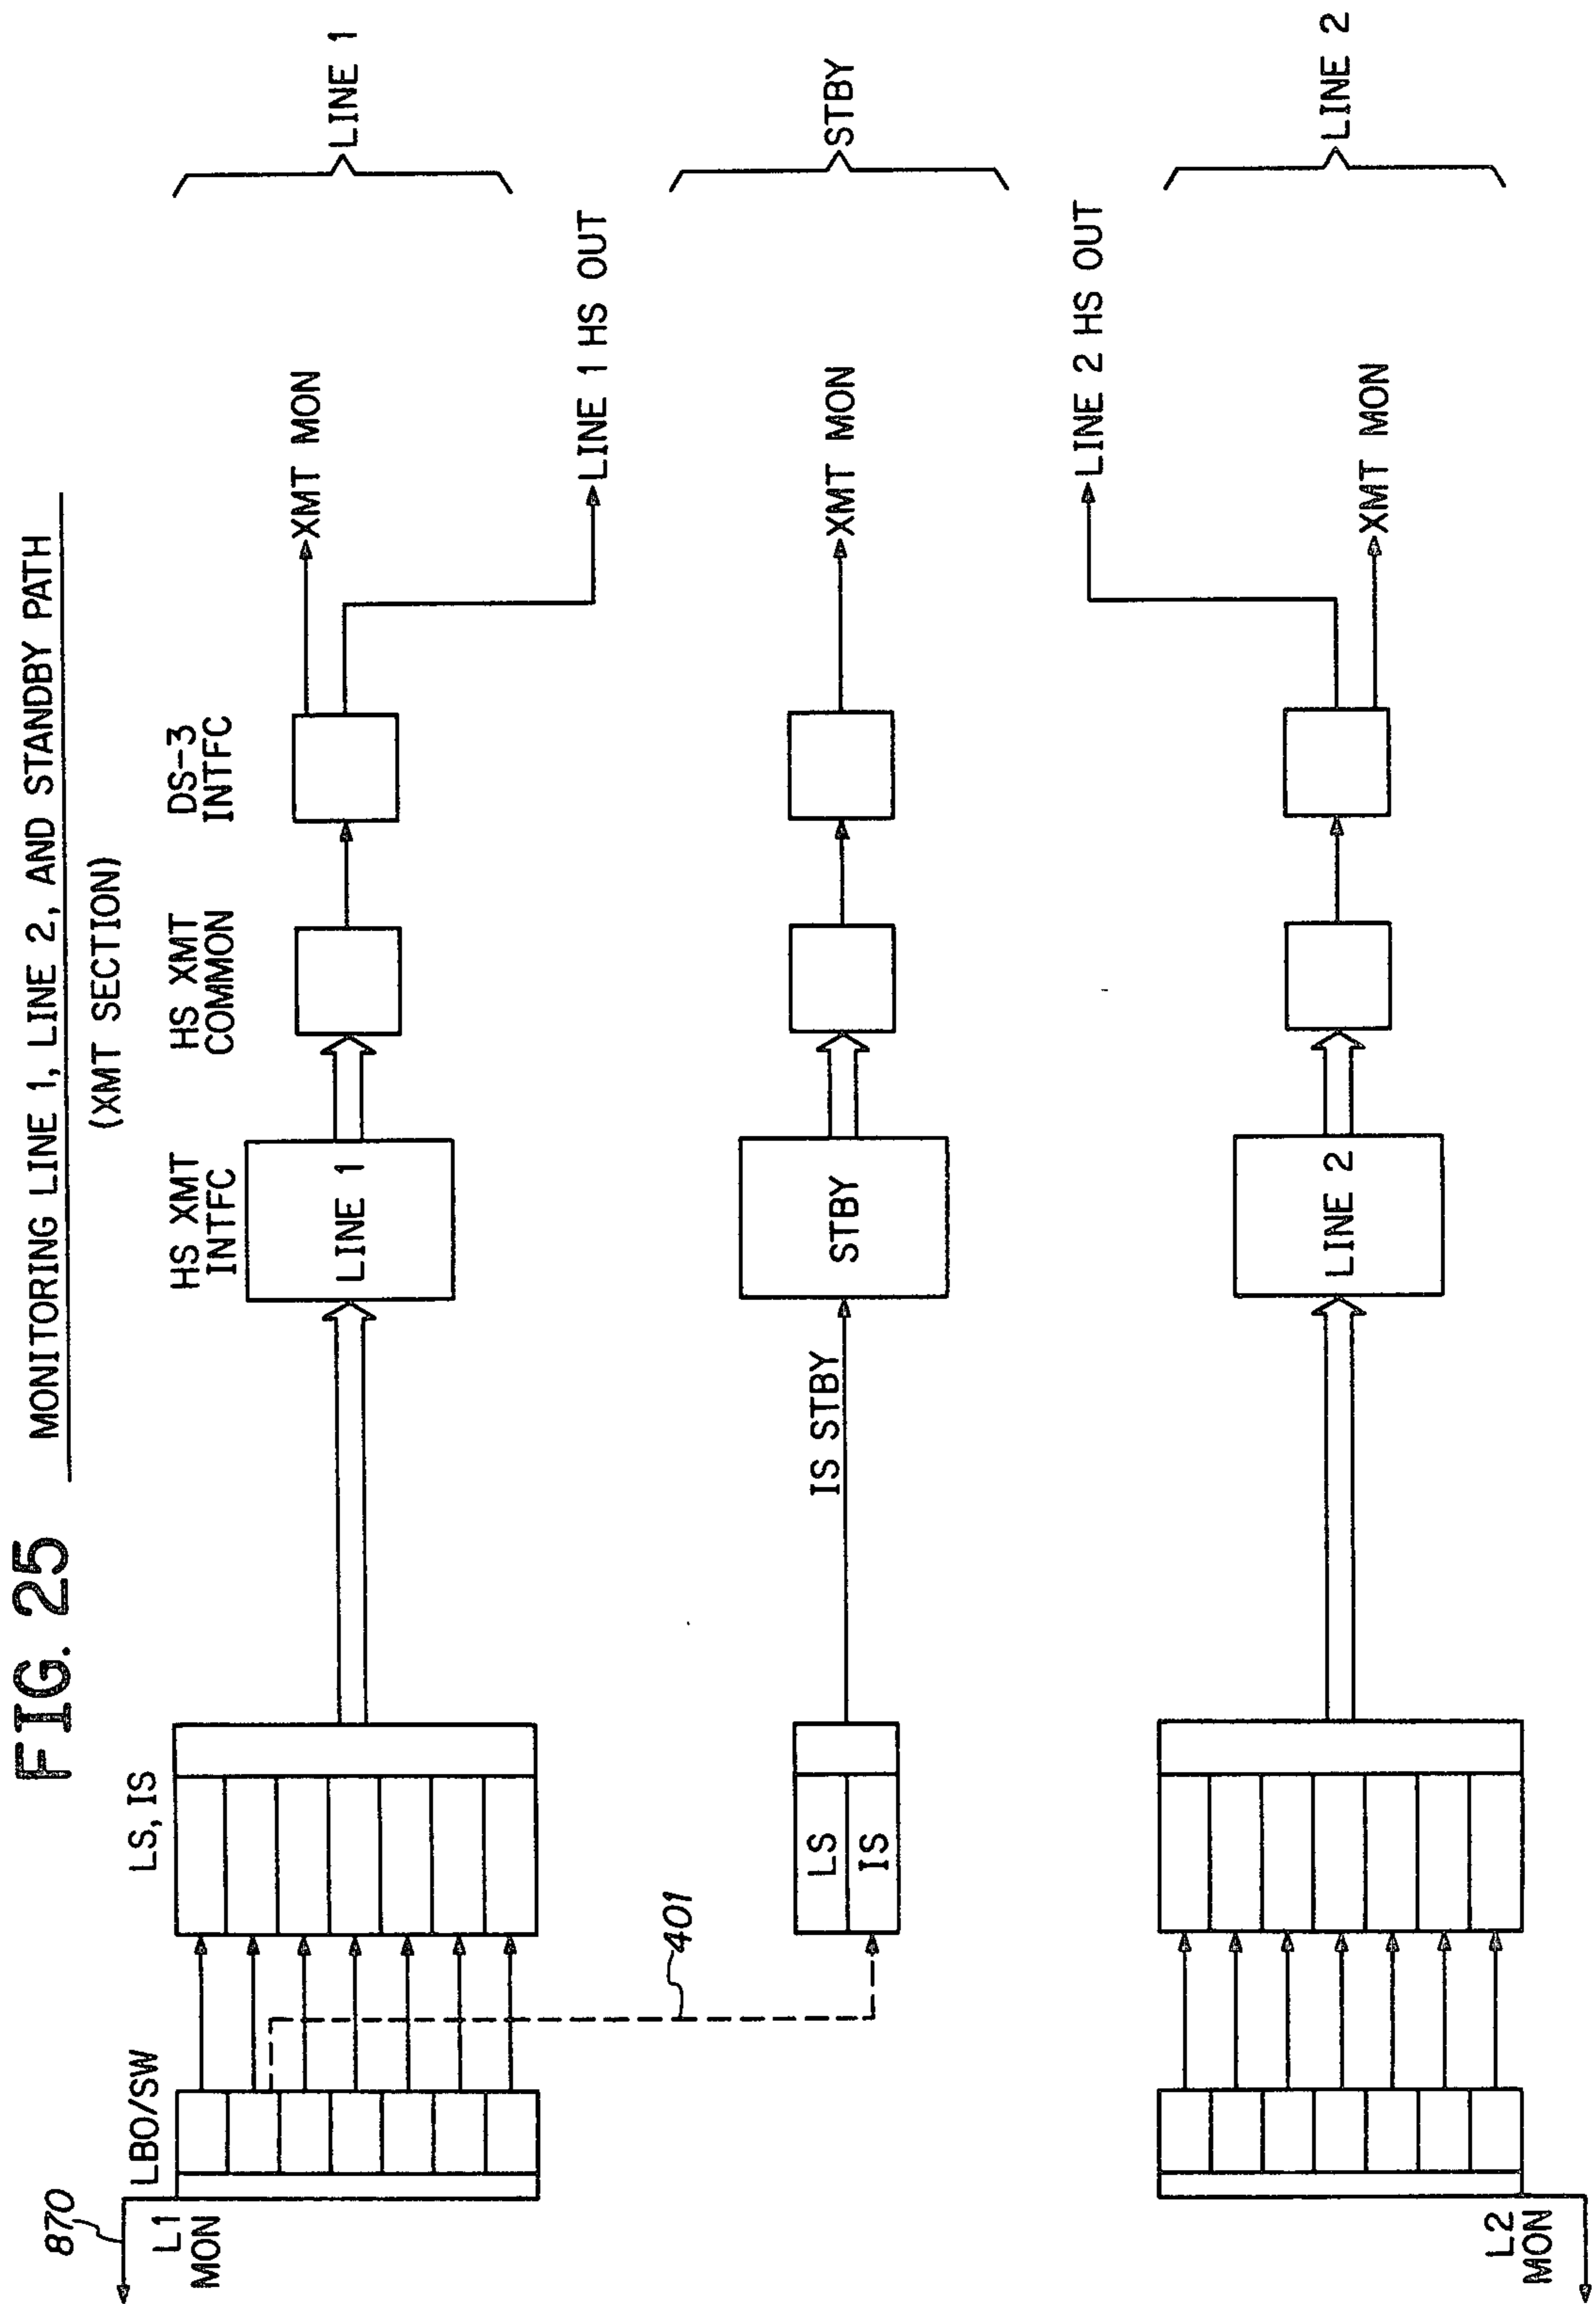 FIG. 25
MONITORING LINE 1, LINE 2, AND STANDBY PATH
(XMT SECTION)
870
L1
MON
LBO/SW
LS, IS
HS XMT
INTFC
HS XMT
COMMON
DS-3
INTFC
LINE 1
XMT MON
LINE 1 HS OUT
LINE 1
401
LS
IS
IS STBY
STBY
XMT MON
STBY
L2
MON
LINE 2
LINE 2 HS OUT
XMT MON
LINE 2